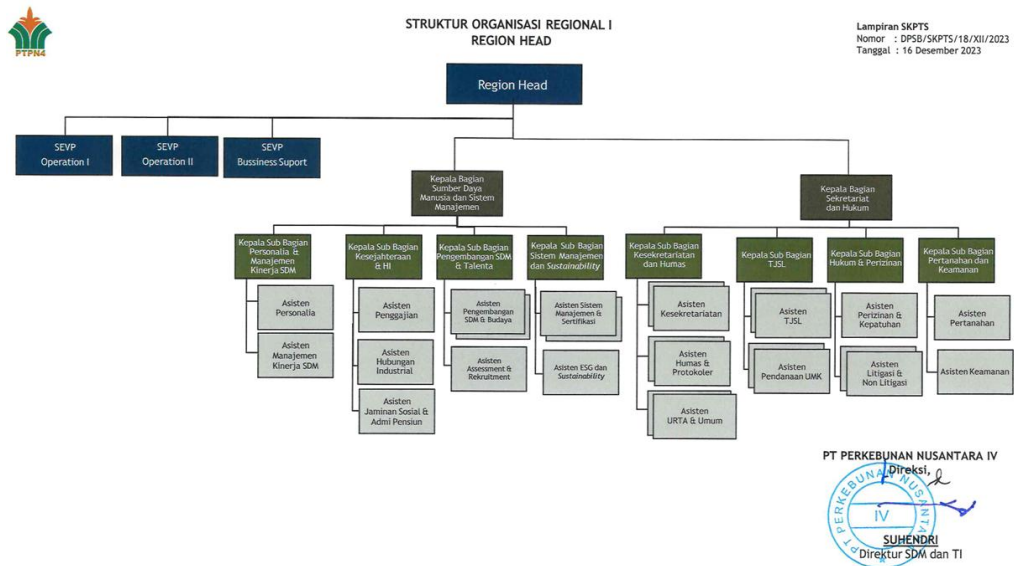 STRUKTUR ORGANISASI REGIONAL I
REGION HEAD
Lampiran SKPTS
Nomor : DPSB/SKPTS/18/XII/2023
Tanggal : 16 Desember 2023
PTPN4
Region Head
SEVP
Operation I
SEVP
Operation II
SEVP
Bussiness Suport
Kepala Bagian
Sumber Daya
Manusia dan Sistem
Manajemen
Kepala Bagian
Sekretariat
dan Hukum
Kepala Sub Bagian
Personalia &
Manajemen
Kinerja SDM
Kepala Sub Bagian
Kesejahteraan
& HI
Kepala Sub Bagian
Pengembangan SDM
& Talenta
Kepala Sub Bagian
Sistem Manajemen
dan Sustainability
Kepala Sub Bagian
Kesekretariatan
dan Humas
Kepala Sub Bagian
TJSL
Kepala Sub Bagian
Hukum & Perizinan
Kepala Sub Bagian
Pertanahan dan
Keamanan
Asisten
Personalia
Asisten
Manajemen
Kinerja SDM
Asisten
Penggajian
Asisten
Hubungan
Industrial
Asisten
Jaminan Sosial &
Admi Pensiun
Asisten
Pengembangan
SDM & Budaya
Asisten
Assessment &
Rekruitment
Asisten Sistem
Manajemen &
Sertifikasi
Asisten ESG dan
Sustainability
Asisten
Kesekretariatan
Asisten
Humas &
Protokoler
Asisten
URTA & Umum
Asisten
TJSL
Asisten
Pendanaan UMK
Asisten
Perizinan &
Kepatuhan
Asisten
Litigasi &
Non Litigasi
Asisten
Pertanahan
Asisten Keamanan
PT PERKEBUNAN NUSANTARA IV
Direksi,
PT PERKEBUNAN NUSANTARA
IV
SUHENDRI
Direktur SDM dan TI